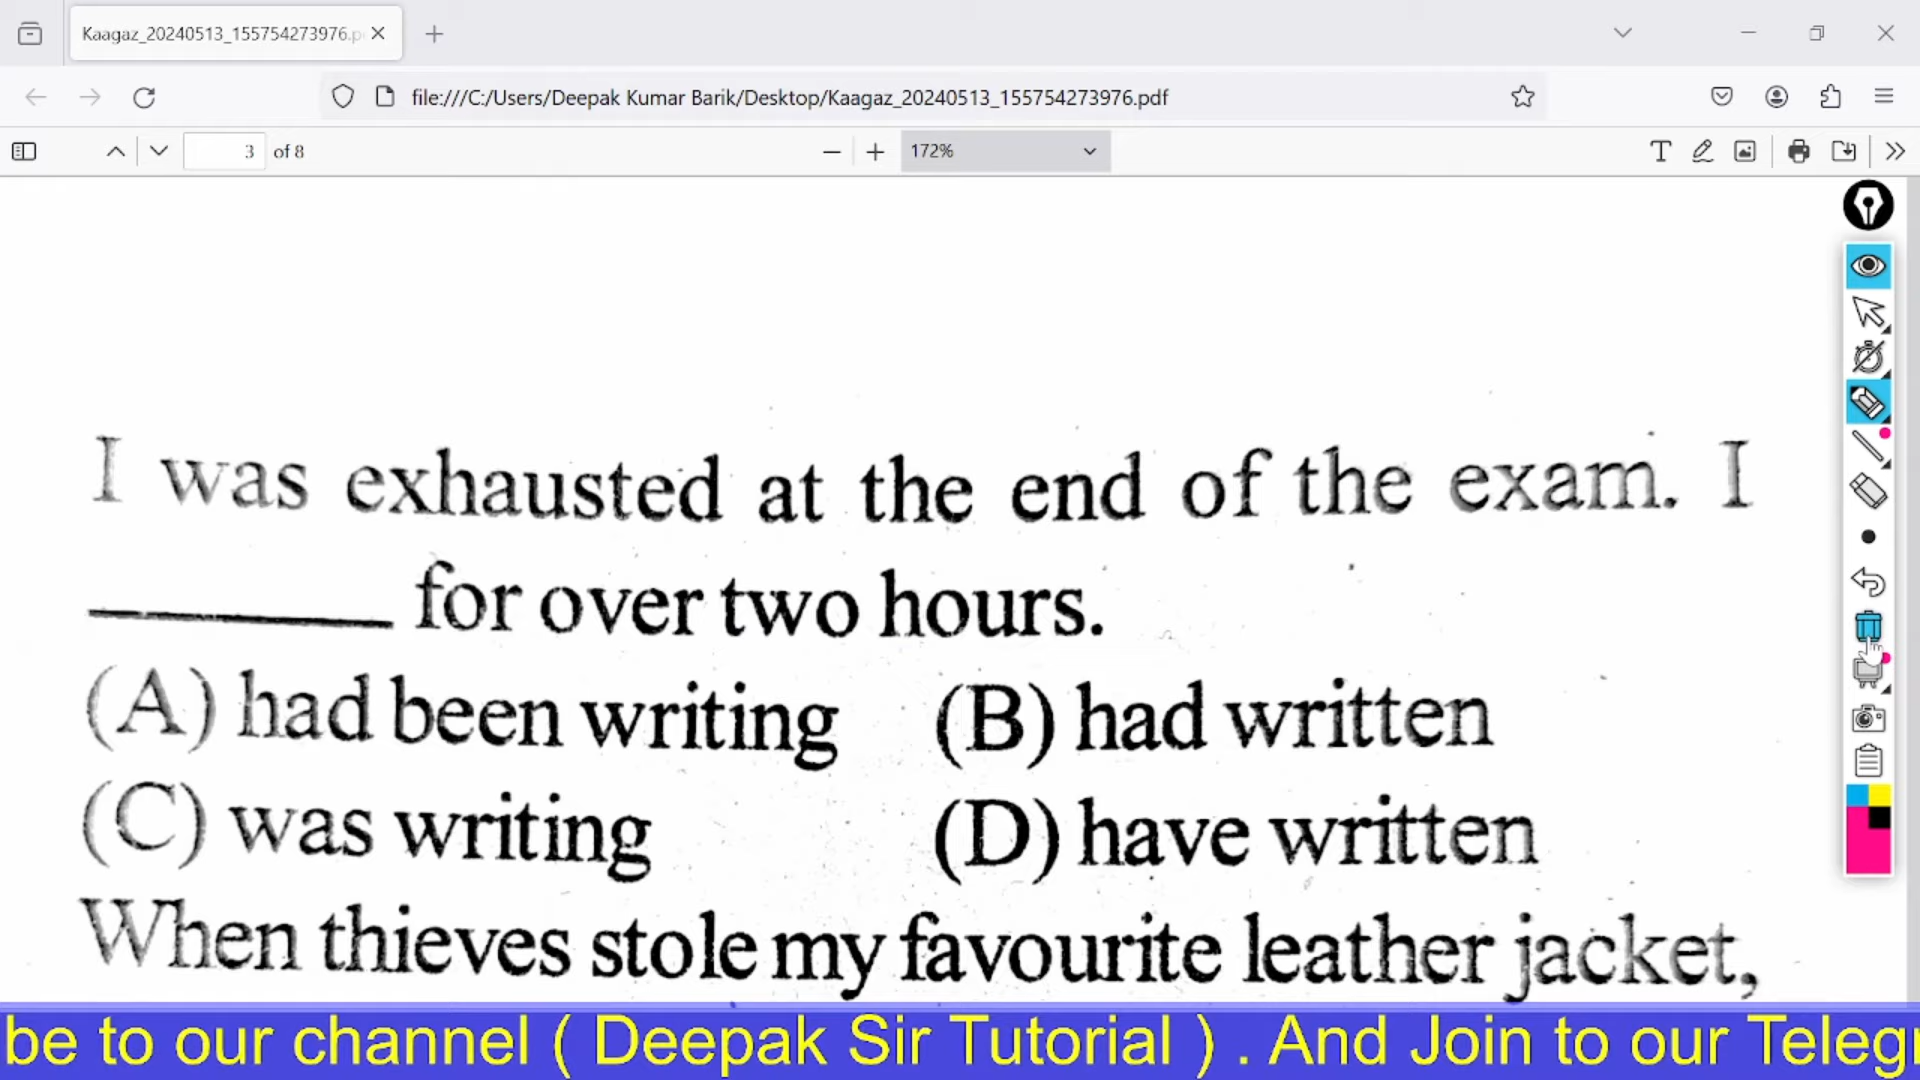 Kaagaz_20240513_155754273976.p
file:///C:/Users/Deepak Kumar Barik/Desktop/Kaagaz_20240513_155754273976.pdf
3 of 8
172%
I was exhausted at the end of the exam. I
________ for over two hours.
(A) had been writing (B) had written
(C) was writing (D) have written
When thieves stole my favourite leather jacket,
be to our channel ( Deepak Sir Tutorial ) . And Join to our Telegr